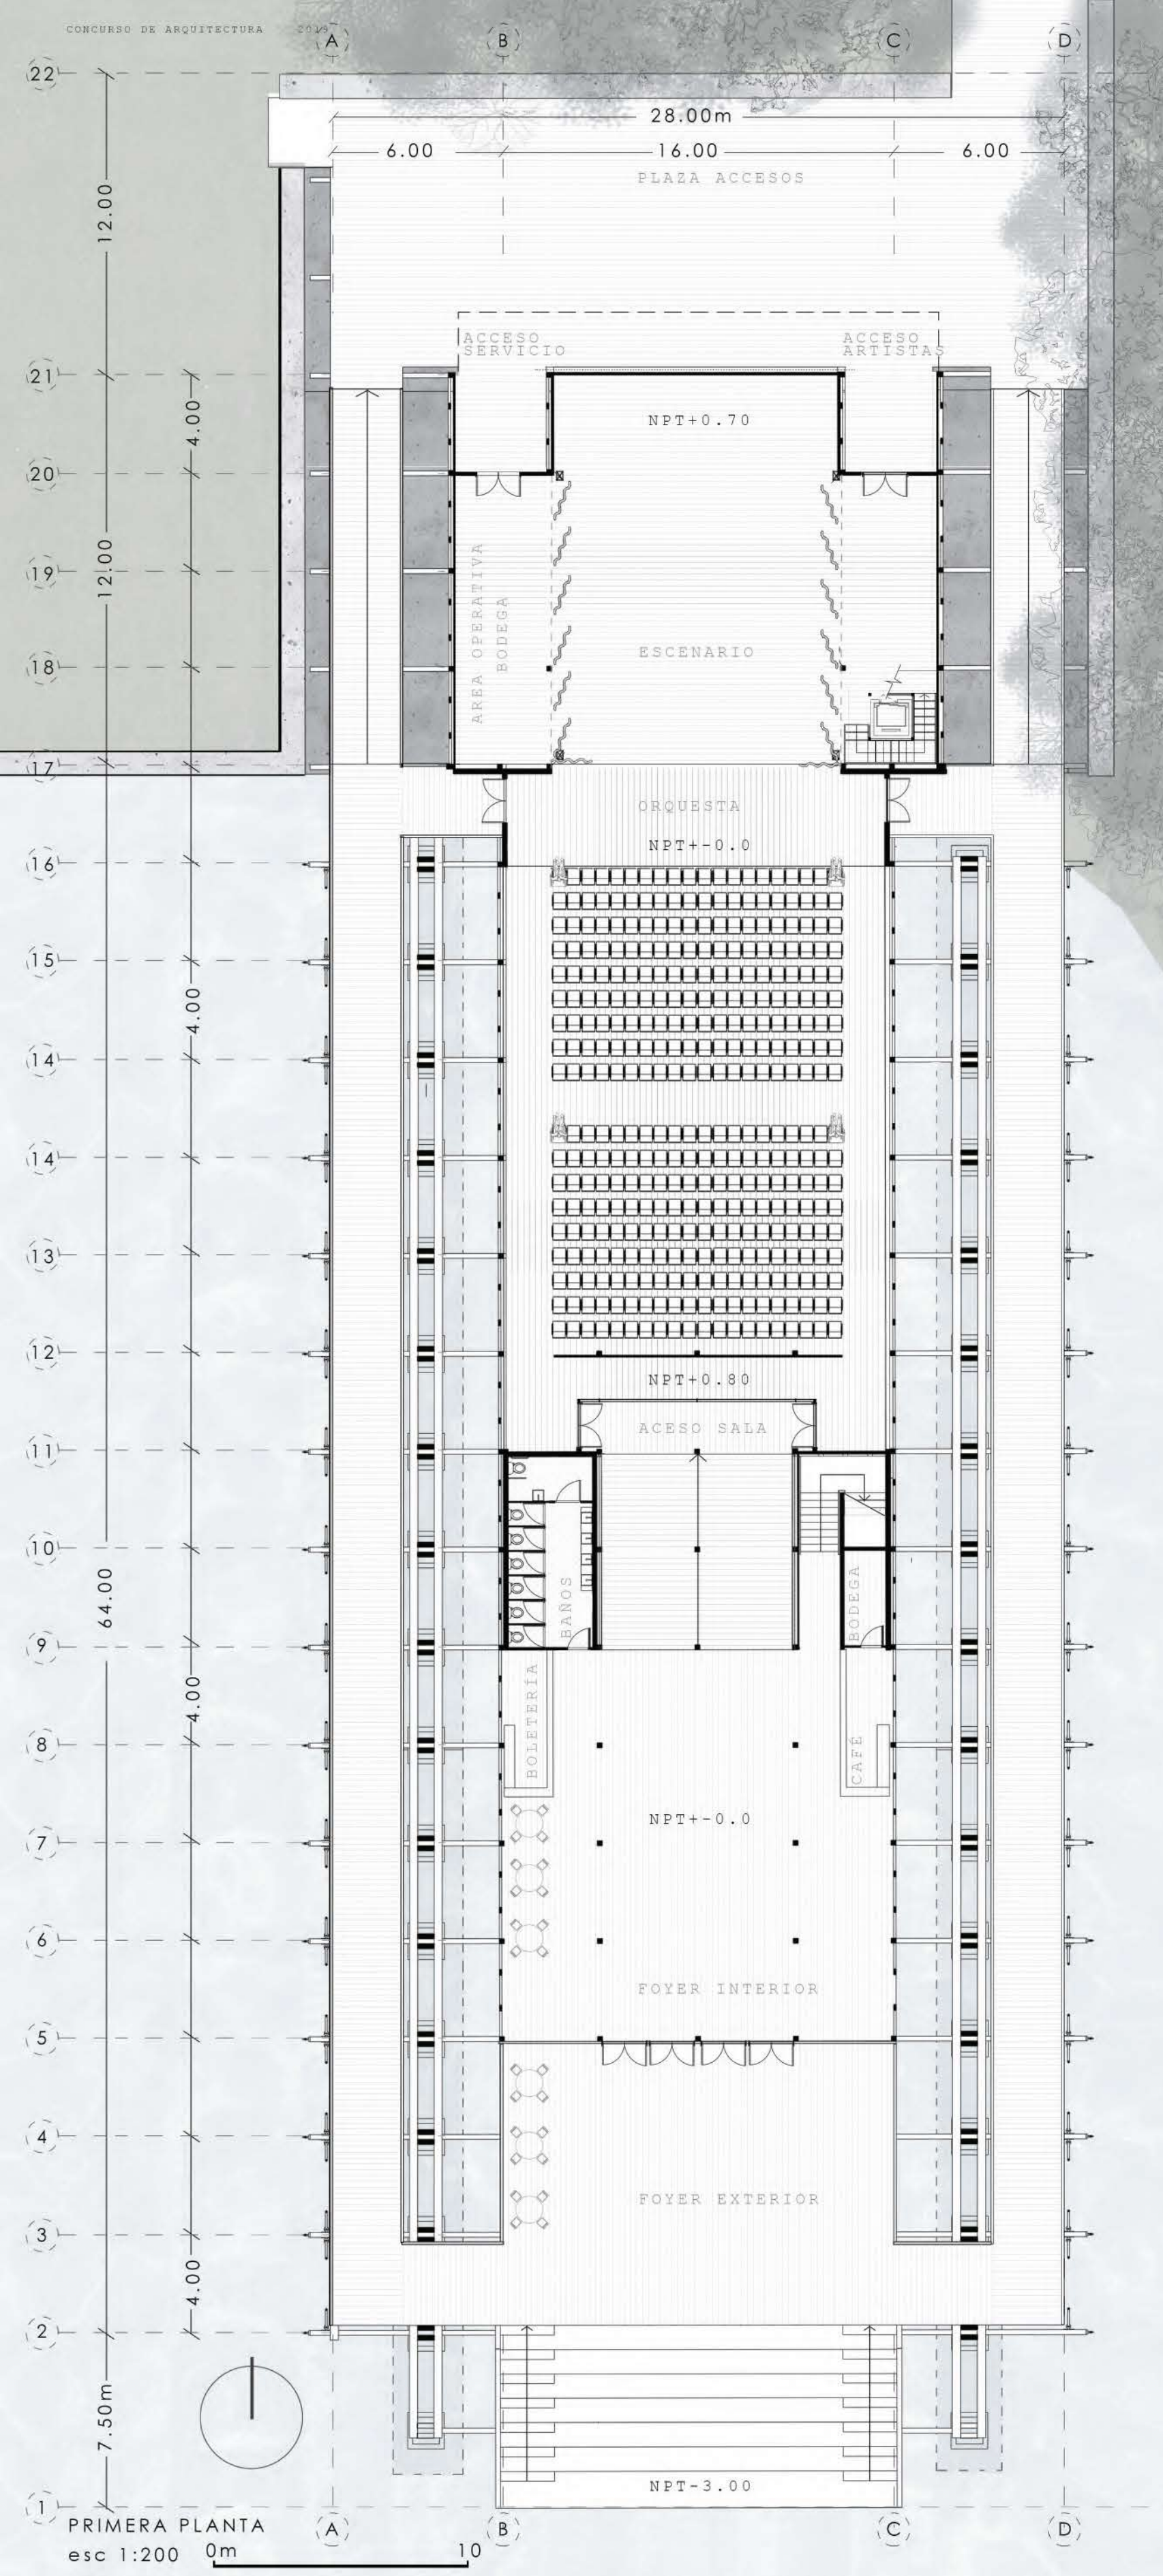 CONCURSO DE ARQUITECTURA 2019
A B C D
22
28.00m
6.00 16.00 6.00
PLAZA ACCESOS
12.00
ACCESO
SERVICIO
ACCESO
ARTISTAS
21
4.00
NPT+0.70
20
12.00
19
AREA OPERATIVA
BODEGA
18
ESCENARIO
17
ORQUESTA
NPT+-0.0
16
15
4.00
14
14
13
12
NPT+0.80
ACESO SALA
11
10
64.00
BAÑOS
BODEGA
9
4.00
BOLETERÍA
8
CAFÉ
NPT+-0.0
7
6
FOYER INTERIOR
5
4
FOYER EXTERIOR
3
4.00
2
7.50m
NPT-3.00
1
PRIMERA PLANTA
A B C D
esc 1:200 0m 10